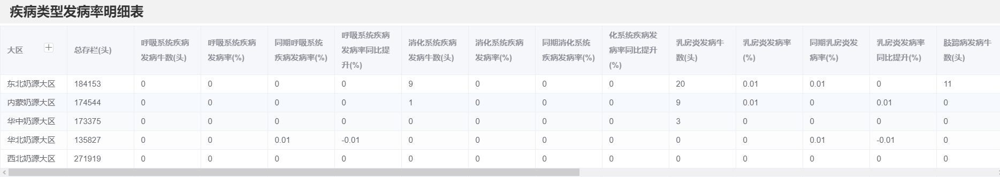 疾病类型发病率明细表
大区 总存栏(头) 呼吸系统疾病发病牛数(头) 呼吸系统疾病发病率(%) 同期呼吸系统疾病发病率(%) 呼吸系统疾病发病率同比提升(%) 消化系统疾病发病牛数(头) 消化系统疾病发病率(%) 同期消化系统疾病发病率(%) 化系统疾病发病率同比提升(%) 乳房炎发病牛数(头) 乳房炎发病率(%) 同期乳房炎发病率(%) 乳房炎发病率同比提升(%) 肢蹄病发病牛数(头)
东北奶源大区 184153 0 0 0 0 9 0 0 0 20 0.01 0.01 0 11
内蒙奶源大区 174544 0 0 0 0 1 0 0 0 9 0.01 0 0.01 0
华中奶源大区 173375 0 0 0 0 0 0 0 0 3 0 0 0 0
华北奶源大区 135827 0 0 0.01 -0.01 0 0 0 0 0 0 0.01 -0.01 0
西北奶源大区 271919 0 0 0 0 0 0 0 0 0 0 0 0 0